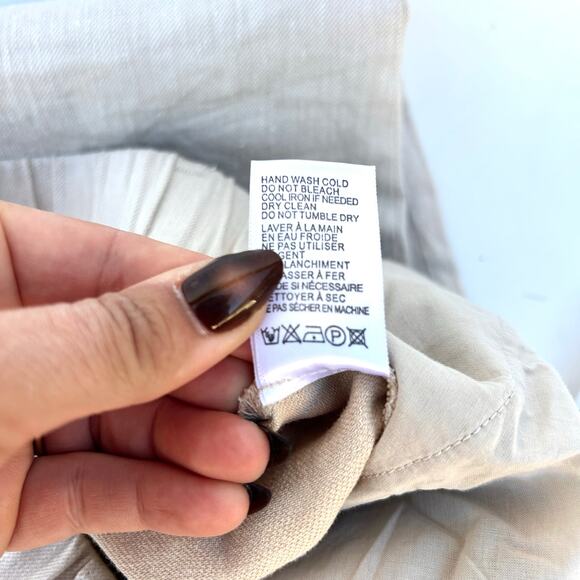 HAND WASH COLD
DO NOT BLEACH
COOL IRON IF NEEDED
DRY CLEAN
DO NOT TUMBLE DRY
LAVER À LA MAIN
EN EAU FROIDE
NE PAS UTILISER
SI NÉCESSAIRE
À SEC
PAS SÉCHER EN MACHINE
P